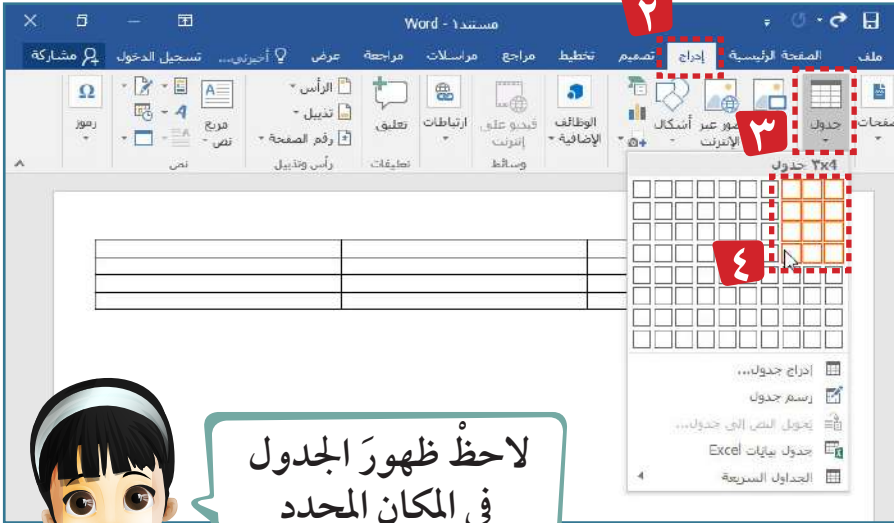 مستند١ - Word
٢
ملف الصفحة الرئيسية إدراج تصميم تخطيط مراجع مراسلات مراجعة عرض أخبرني... تسجيل الدخول مشاركة
صفحات
جدول
٣
صور عبر الإنترنت
أشكال
الوظائف الإضافية
فيديو على إنترنت
وسائط
ارتباطات
تعليق
تعليقات
الرأس
تذييل
رقم الصفحة
رأس وتذييل
مربع نص
نص
رموز
٣x4 جدول
٤
إدراج جدول...
رسم جدول
تحويل النص إلى جدول...
جدول بيانات Excel
الجداول السريعة
لاحظْ ظهورَ الجدول
في المكان المحدد